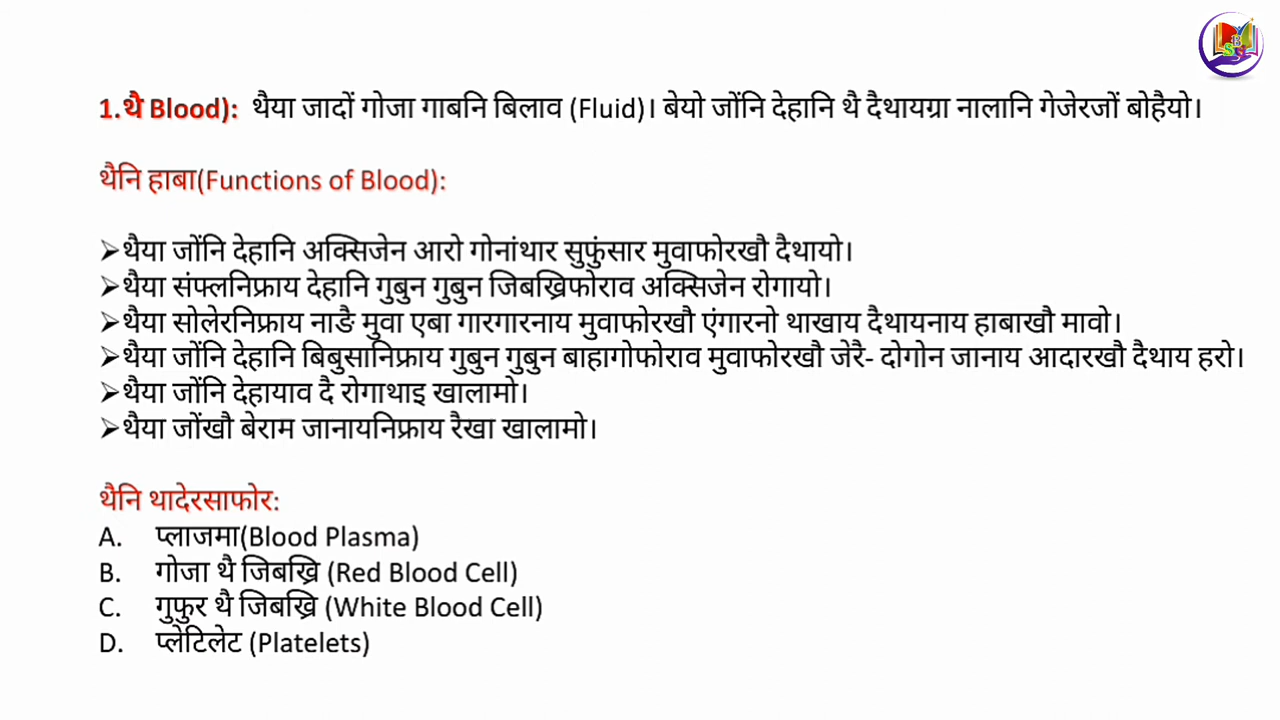 1.थै Blood): थैया जादों गोजा गाबनि बिलाव (Fluid)। बेयो जोंनि देहानि थै दैथायग्रा नालानि गेजेरजों बोहैयो।
थैनि हाबा(Functions of Blood):
➢थैया जोंनि देहानि अक्सिजेन आरो गोनांथार सुफुंसार मुवाफोरखौ दैथायो।
➢थैया संफ्लनिफ्राय देहानि गुबुन गुबुन जिबख्रिफोराव अक्सिजेन रोगायो।
➢थैया सोलेरनिफ्राय नाङै मुवा एबा गारगारनाय मुवाफोरखौ एंगारनो थाखाय दैथायनाय हाबाखौ मावो।
➢थैया जोंनि देहानि बिबुसानिफ्राय गुबुन गुबुन बाहागोफोराव मुवाफोरखौ जेरै- दोगोन जानाय आदारखौ दैथाय हरो।
➢थैया जोंनि देहायाव दै रोगाथाइ खालामो।
➢थैया जोंखौ बेराम जानायनिफ्राय रैखा खालामो।
थैनि थादेरसाफोर:
A. प्लाजमा(Blood Plasma)
B. गोजा थै जिबख्रि (Red Blood Cell)
C. गुफुर थै जिबख्रि (White Blood Cell)
D. प्लेटिलेट (Platelets)